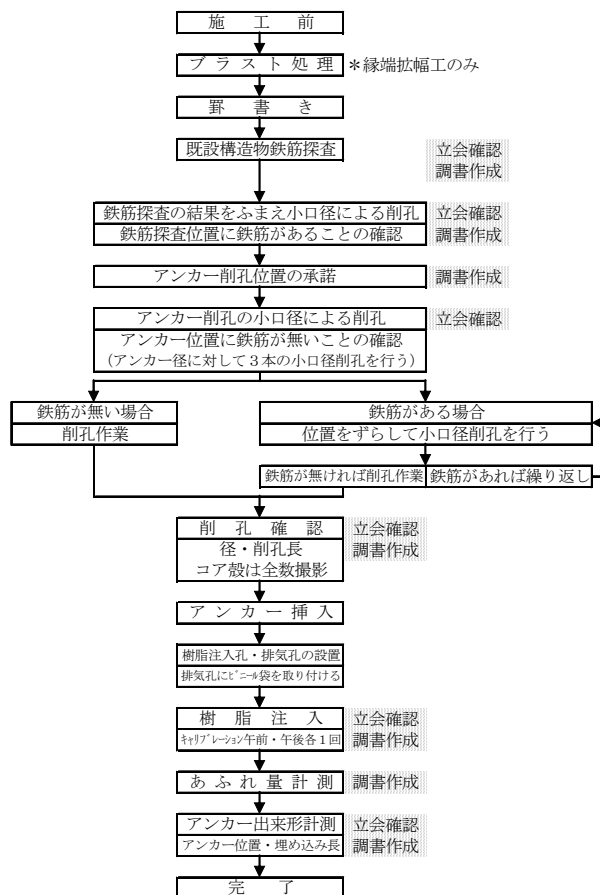 施工前
ブラスト処理 *縁端拡幅工のみ
罫書き
既設構造物鉄筋探査 立会確認
調書作成
鉄筋探査の結果をふまえ小口径による削孔 立会確認
鉄筋探査位置に鉄筋があることの確認 調書作成
アンカー削孔位置の承諾 調書作成
アンカー削孔の小口径による削孔 立会確認
アンカー位置に鉄筋が無いことの確認
(アンカー径に対して3本の小口径削孔を行う)
鉄筋が無い場合 鉄筋がある場合
削孔作業 位置をずらして小口径削孔を行う
鉄筋が無ければ削孔作業 鉄筋があれば繰り返し
削孔確認 立会確認
径・削孔長 調書作成
コア殻は全数撮影
アンカー挿入
樹脂注入孔・排気孔の設置
排気孔にビニール袋を取り付ける
樹脂注入 立会確認
キャリブレーション午前・午後各1回 調書作成
あふれ量計測 調書作成
アンカー出来形計測 立会確認
アンカー位置・埋め込み長 調書作成
完了